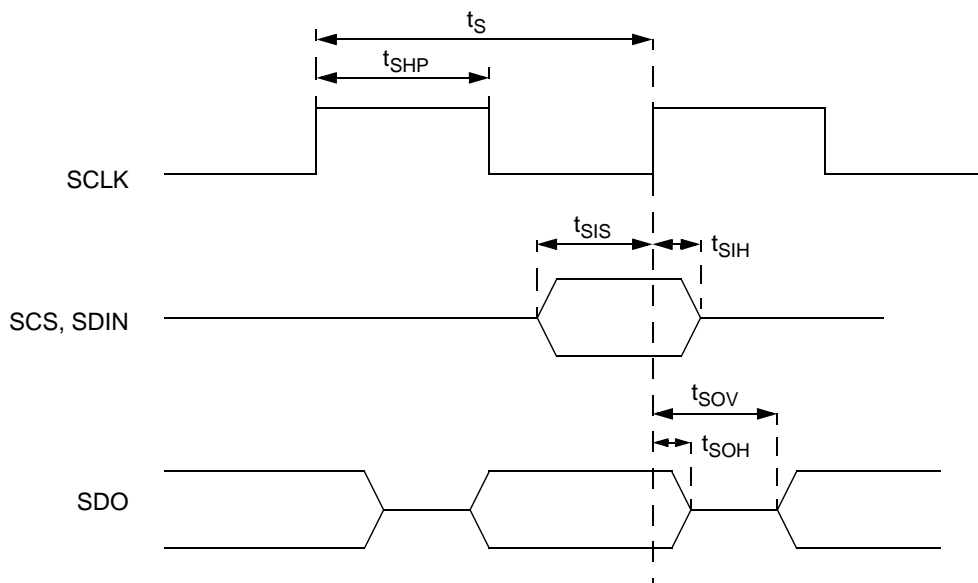 tS
tSHP
SCLK
tSIS
tSIH
SCS, SDIN
tSOV
tSOH
SDO